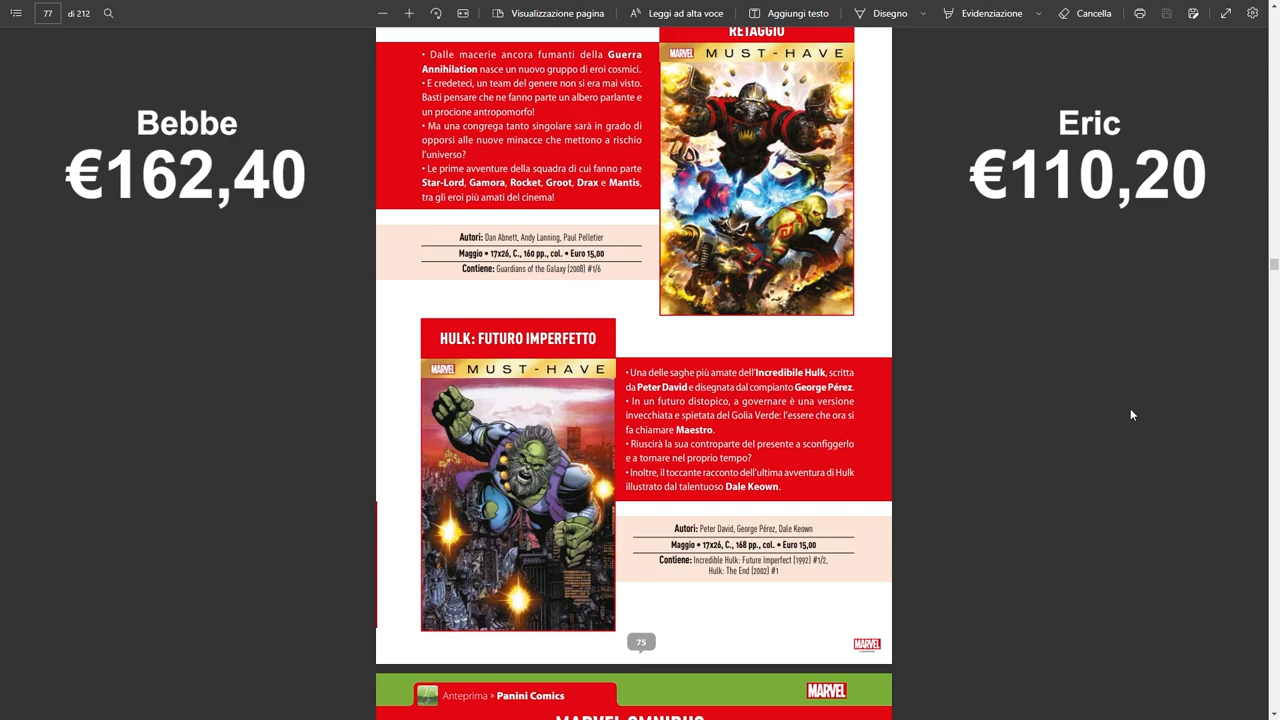 77
di 212
Aggiungi testo
Visualizzazione pagina
Disegno
Evidenziazione
Cancella
Bebbe
€162,40
Eric
€110,20
RETAGGIO
MARVEL MUST-HAVE
• Dalle macerie ancora fumanti della Guerra
Annihilation nasce un nuovo gruppo di eroi cosmici.
• E credeteci, un team del genere non si era mai visto.
Basti pensare che ne fanno parte un albero parlante e
un procione antropomorfo!
• Ma una congrega tanto singolare sarà in grado di
opporsi alle nuove minacce che mettono a rischio
l'universo?
• Le prime avventure della squadra di cui fanno parte
Star-Lord, Gamora, Rocket, Groot, Drax e Mantis,
tra gli eroi più amati del cinema!
Autori: Dan Abnett, Andy Lanning, Paul Pelletier
Maggio • 17x26, C., 160 pp., col. • Euro 15,00
Contiene: Guardians of the Galaxy (2008) #1/6
HULK: FUTURO IMPERFETTO
MARVEL MUST-HAVE
• Una delle saghe più amate dell'Incredibile Hulk, scritta
da Peter David e disegnata dal compianto George Pérez.
• In un futuro distopico, a governare è una versione
invecchiata e spietata del Golia Verde: l'essere che ora si
fa chiamare Maestro.
• Riuscirà la sua controparte del presente a sconfiggerlo
e a tornare nel proprio tempo?
• Inoltre, il toccante racconto dell'ultima avventura di Hulk
illustrato dal talentuoso Dale Keown.
Autori: Peter David, George Pérez, Dale Keown
Maggio • 17x26, C., 168 pp., col. • Euro 15,00
Contiene: Incredible Hulk: Future Imperfect (1992) #1/2,
Hulk: The End (2002) #1
75
MARVEL
Anteprima » Panini Comics
MARVEL
MARVEL OMNIBUS